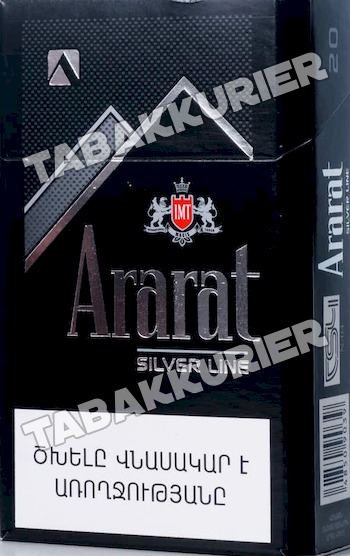 TABAKKURIER
IMT
Ararat
SILVER LINE
TABAKKURIER
ԾԽԵԼԸ ՎՆԱՍԱԿԱՐ Է
ԱՌՈՂՋՈՒԹՅԱՆԸ
20
Ararat
SILVER LINE